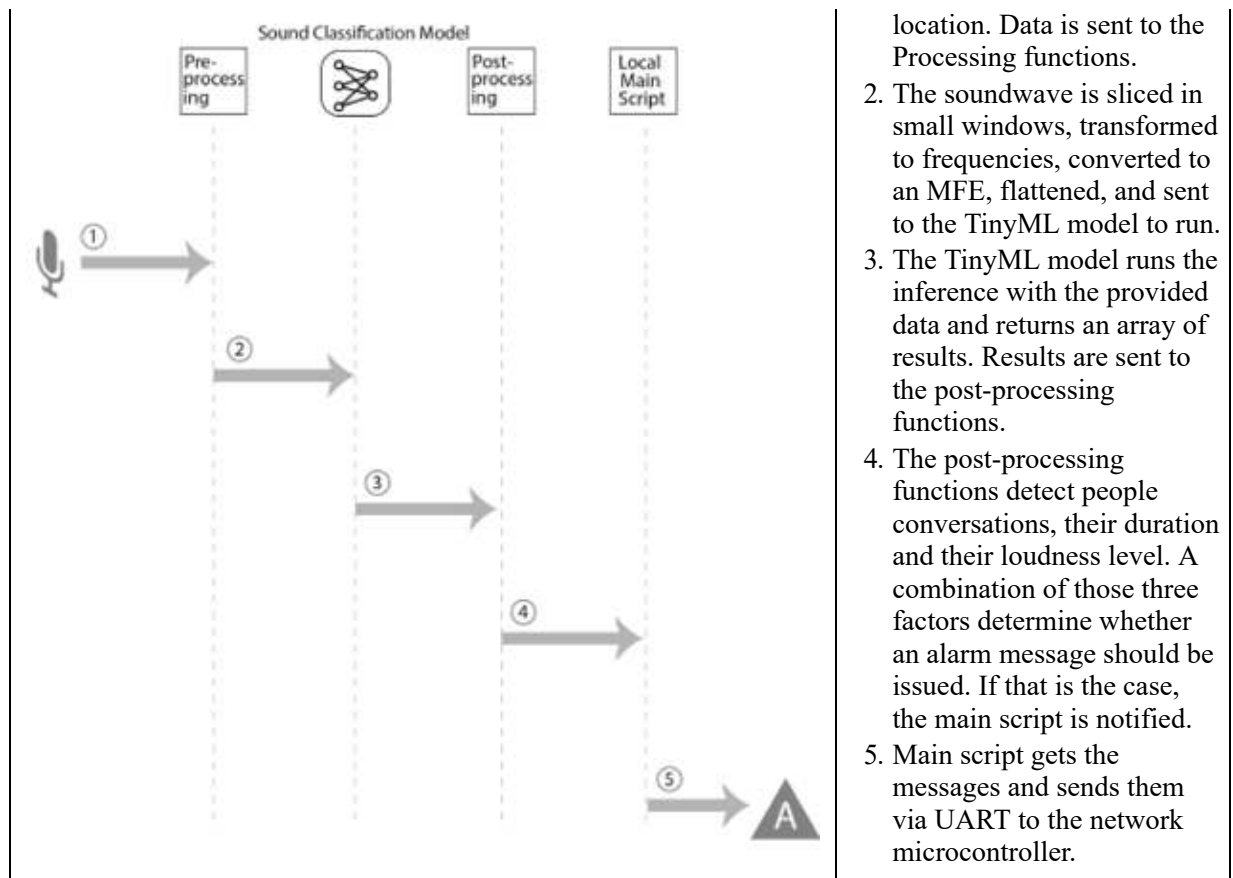 Sound Classification Model
Pre-
process
ing
Post-
process
ing
Local
Main
Script
①
②
③
④
⑤
A
location. Data is sent to the
Processing functions.
2. The soundwave is sliced in
small windows, transformed
to frequencies, converted to
an MFE, flattened, and sent
to the TinyML model to run.
3. The TinyML model runs the
inference with the provided
data and returns an array of
results. Results are sent to
the post-processing
functions.
4. The post-processing
functions detect people
conversations, their duration
and their loudness level. A
combination of those three
factors determine whether
an alarm message should be
issued. If that is the case,
the main script is notified.
5. Main script gets the
messages and sends them
via UART to the network
microcontroller.